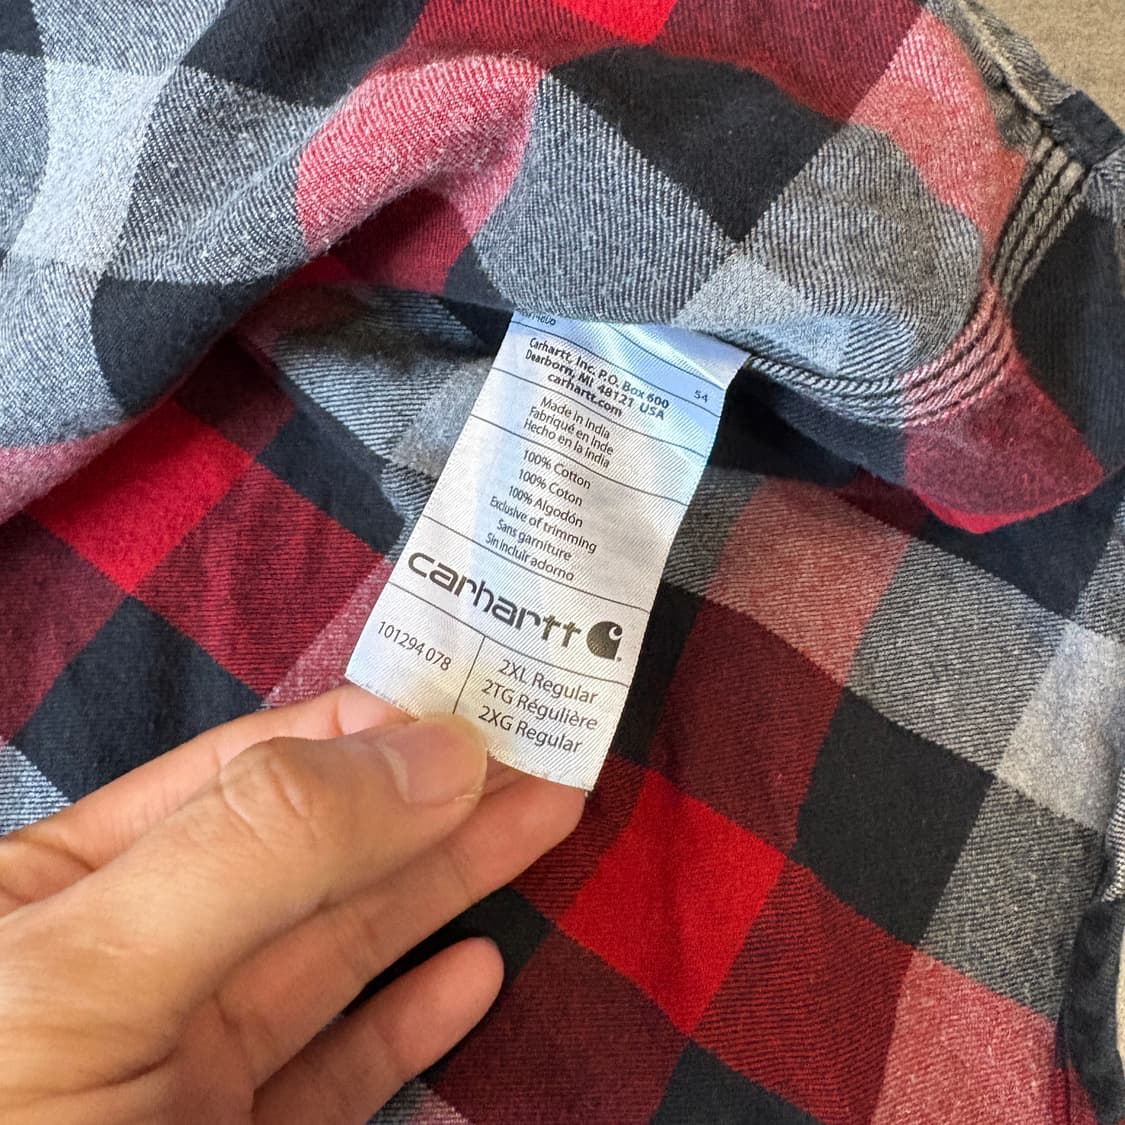 Carhartt, Inc. P.O. Box 600
Dearborn, MI 48121 USA
carhartt.com
54
Made in India
Fabriqué en Inde
Hecho en la India
100% Cotton
100% Coton
100% Algodón
Exclusive of trimming
Sans garniture
Sin incluir adorno
carhartt
101294 078
2XL Regular
2TG Régulière
2XG Regular